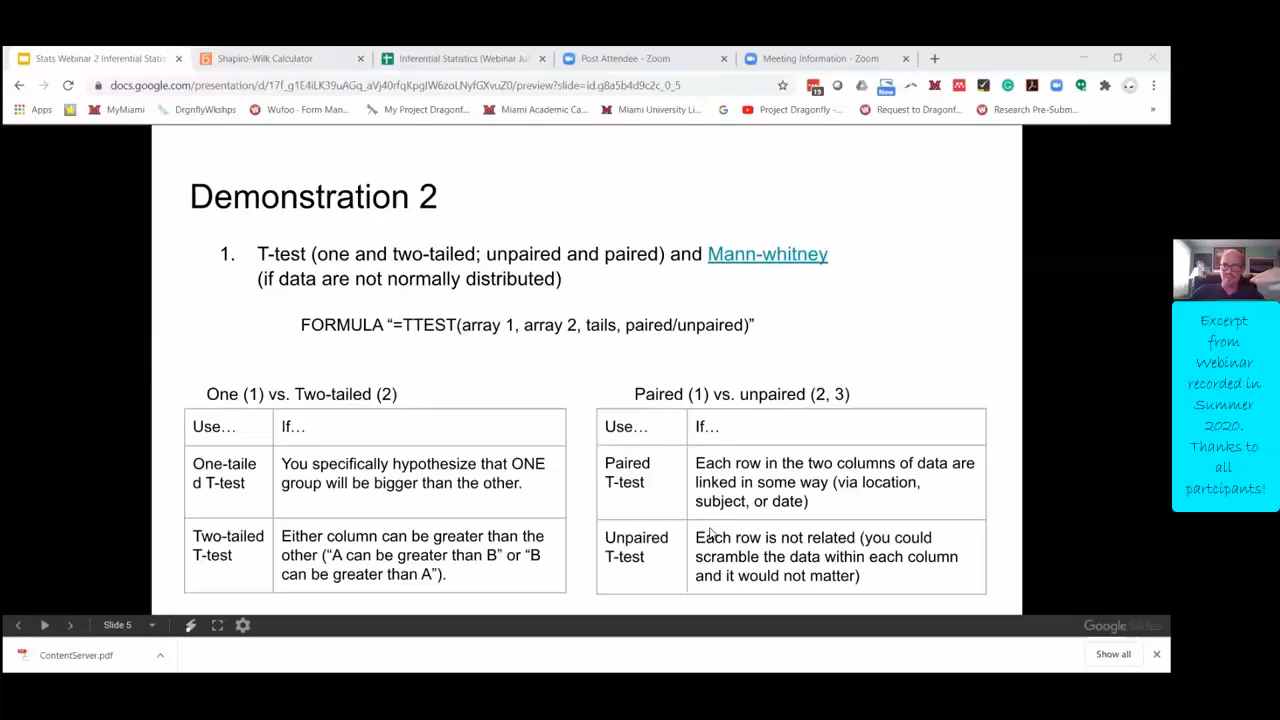 Stats Webinar 2 Inferential Statis
Shapiro-Wilk Calculator
Inferential Statistics (Webinar Jul
Post Attendee - Zoom
Meeting Information - Zoom
docs.google.com/presentation/d/
/preview?slide=id.g8a5b4d9c2c_0_5
19
New
Apps
MyMiami
DrgnflyWkshps
Wufoo - Form Man...
My Project Dragonf...
Miami Academic Ca...
Miami University Li...
Project Dragonfly -...
Request to Dragonf...
Research Pre-Subm...
Demonstration 2
1. T-test (one and two-tailed; unpaired and paired) and Mann-whitney
(if data are not normally distributed)
FORMULA “=TTEST(array 1, array 2, tails, paired/unpaired)”
One (1) vs. Two-tailed (2)
Use… If…
One-taile
d T-test
You specifically hypothesize that ONE
group will be bigger than the other.
Two-tailed
T-test
Either column can be greater than the
other (“A can be greater than B” or “B
can be greater than A”).
Paired (1) vs. unpaired (2, 3)
Use… If…
Paired
T-test
Each row in the two columns of data are
linked in some way (via location,
subject, or date)
Unpaired
T-test
Each row is not related (you could
scramble the data within each column
and it would not matter)
Slide 5
Google Slides
ContentServer.pdf
Show all
Excerpt
from
Webinar
recorded in
Summer
2020.
Thanks to
all
partcipants!